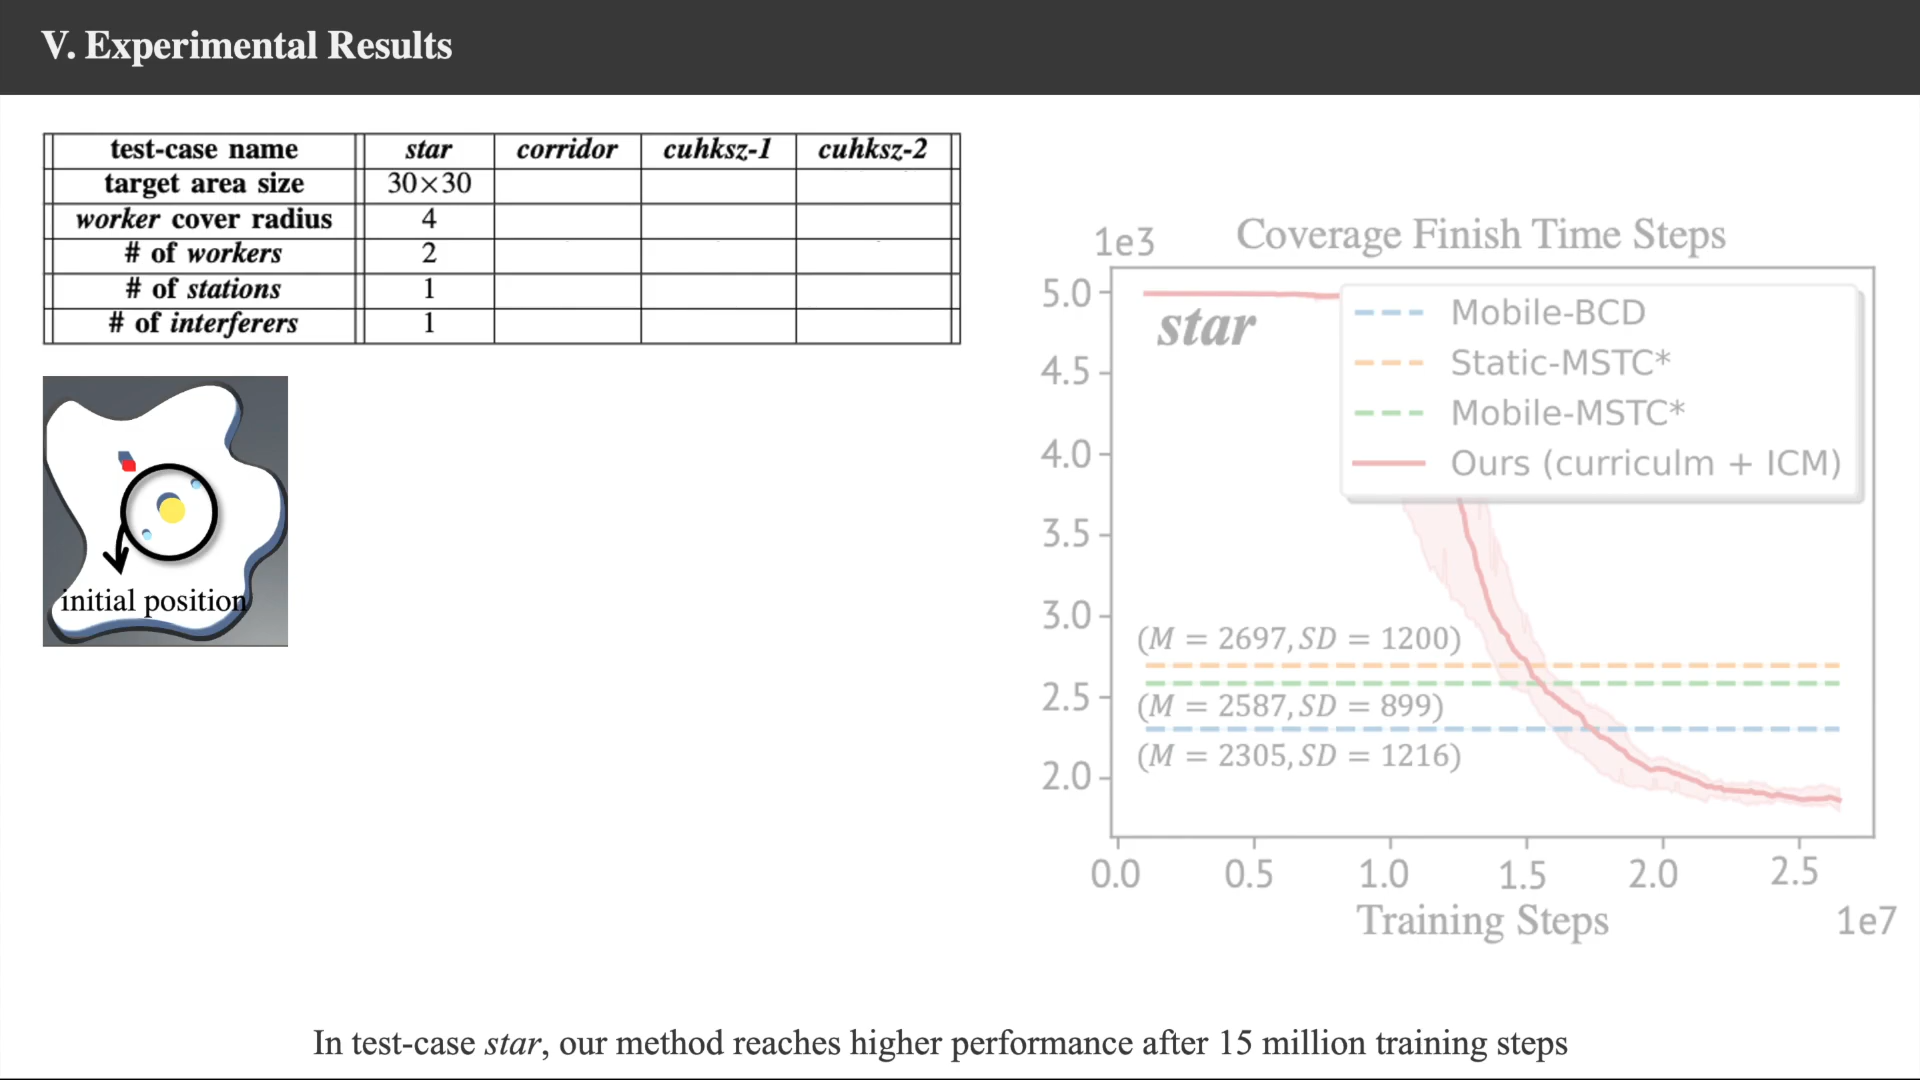 V. Experimental Results
test-case name star corridor cuhksz-1 cuhksz-2
target area size 30×30
worker cover radius 4
# of workers 2
# of stations 1
# of interferers 1
initial position
1e3 Coverage Finish Time Steps
5.0
star
4.5
4.0
3.5
3.0
2.5
2.0
Mobile-BCD
Static-MSTC*
Mobile-MSTC*
Ours (curriculm + ICM)
(M = 2697, SD = 1200)
(M = 2587, SD = 899)
(M = 2305, SD = 1216)
0.0 0.5 1.0 1.5 2.0 2.5
Training Steps 1e7
In test-case star, our method reaches higher performance after 15 million training steps